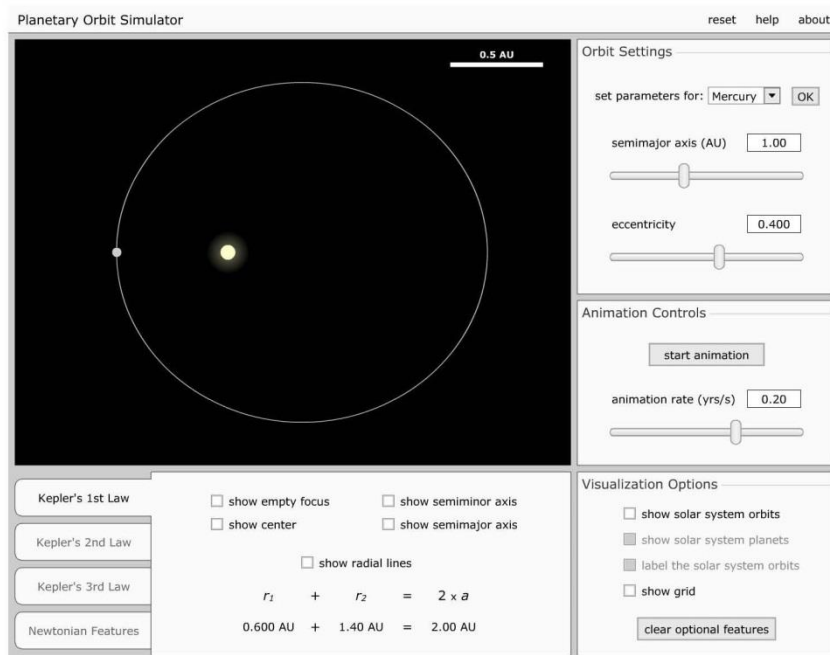 Planetary Orbit Simulator
reset help about
0.5 AU
Orbit Settings
set parameters for: Mercury OK
semimajor axis (AU) 1.00
eccentricity 0.400
Animation Controls
start animation
animation rate (yrs/s) 0.20
Kepler's 1st Law
Kepler's 2nd Law
Kepler's 3rd Law
Newtonian Features
show empty focus show semiminor axis
show center show semimajor axis
show radial lines
r₁ + r₂ = 2 x a
0.600 AU + 1.40 AU = 2.00 AU
Visualization Options
show solar system orbits
show solar system planets
label the solar system orbits
show grid
clear optional features